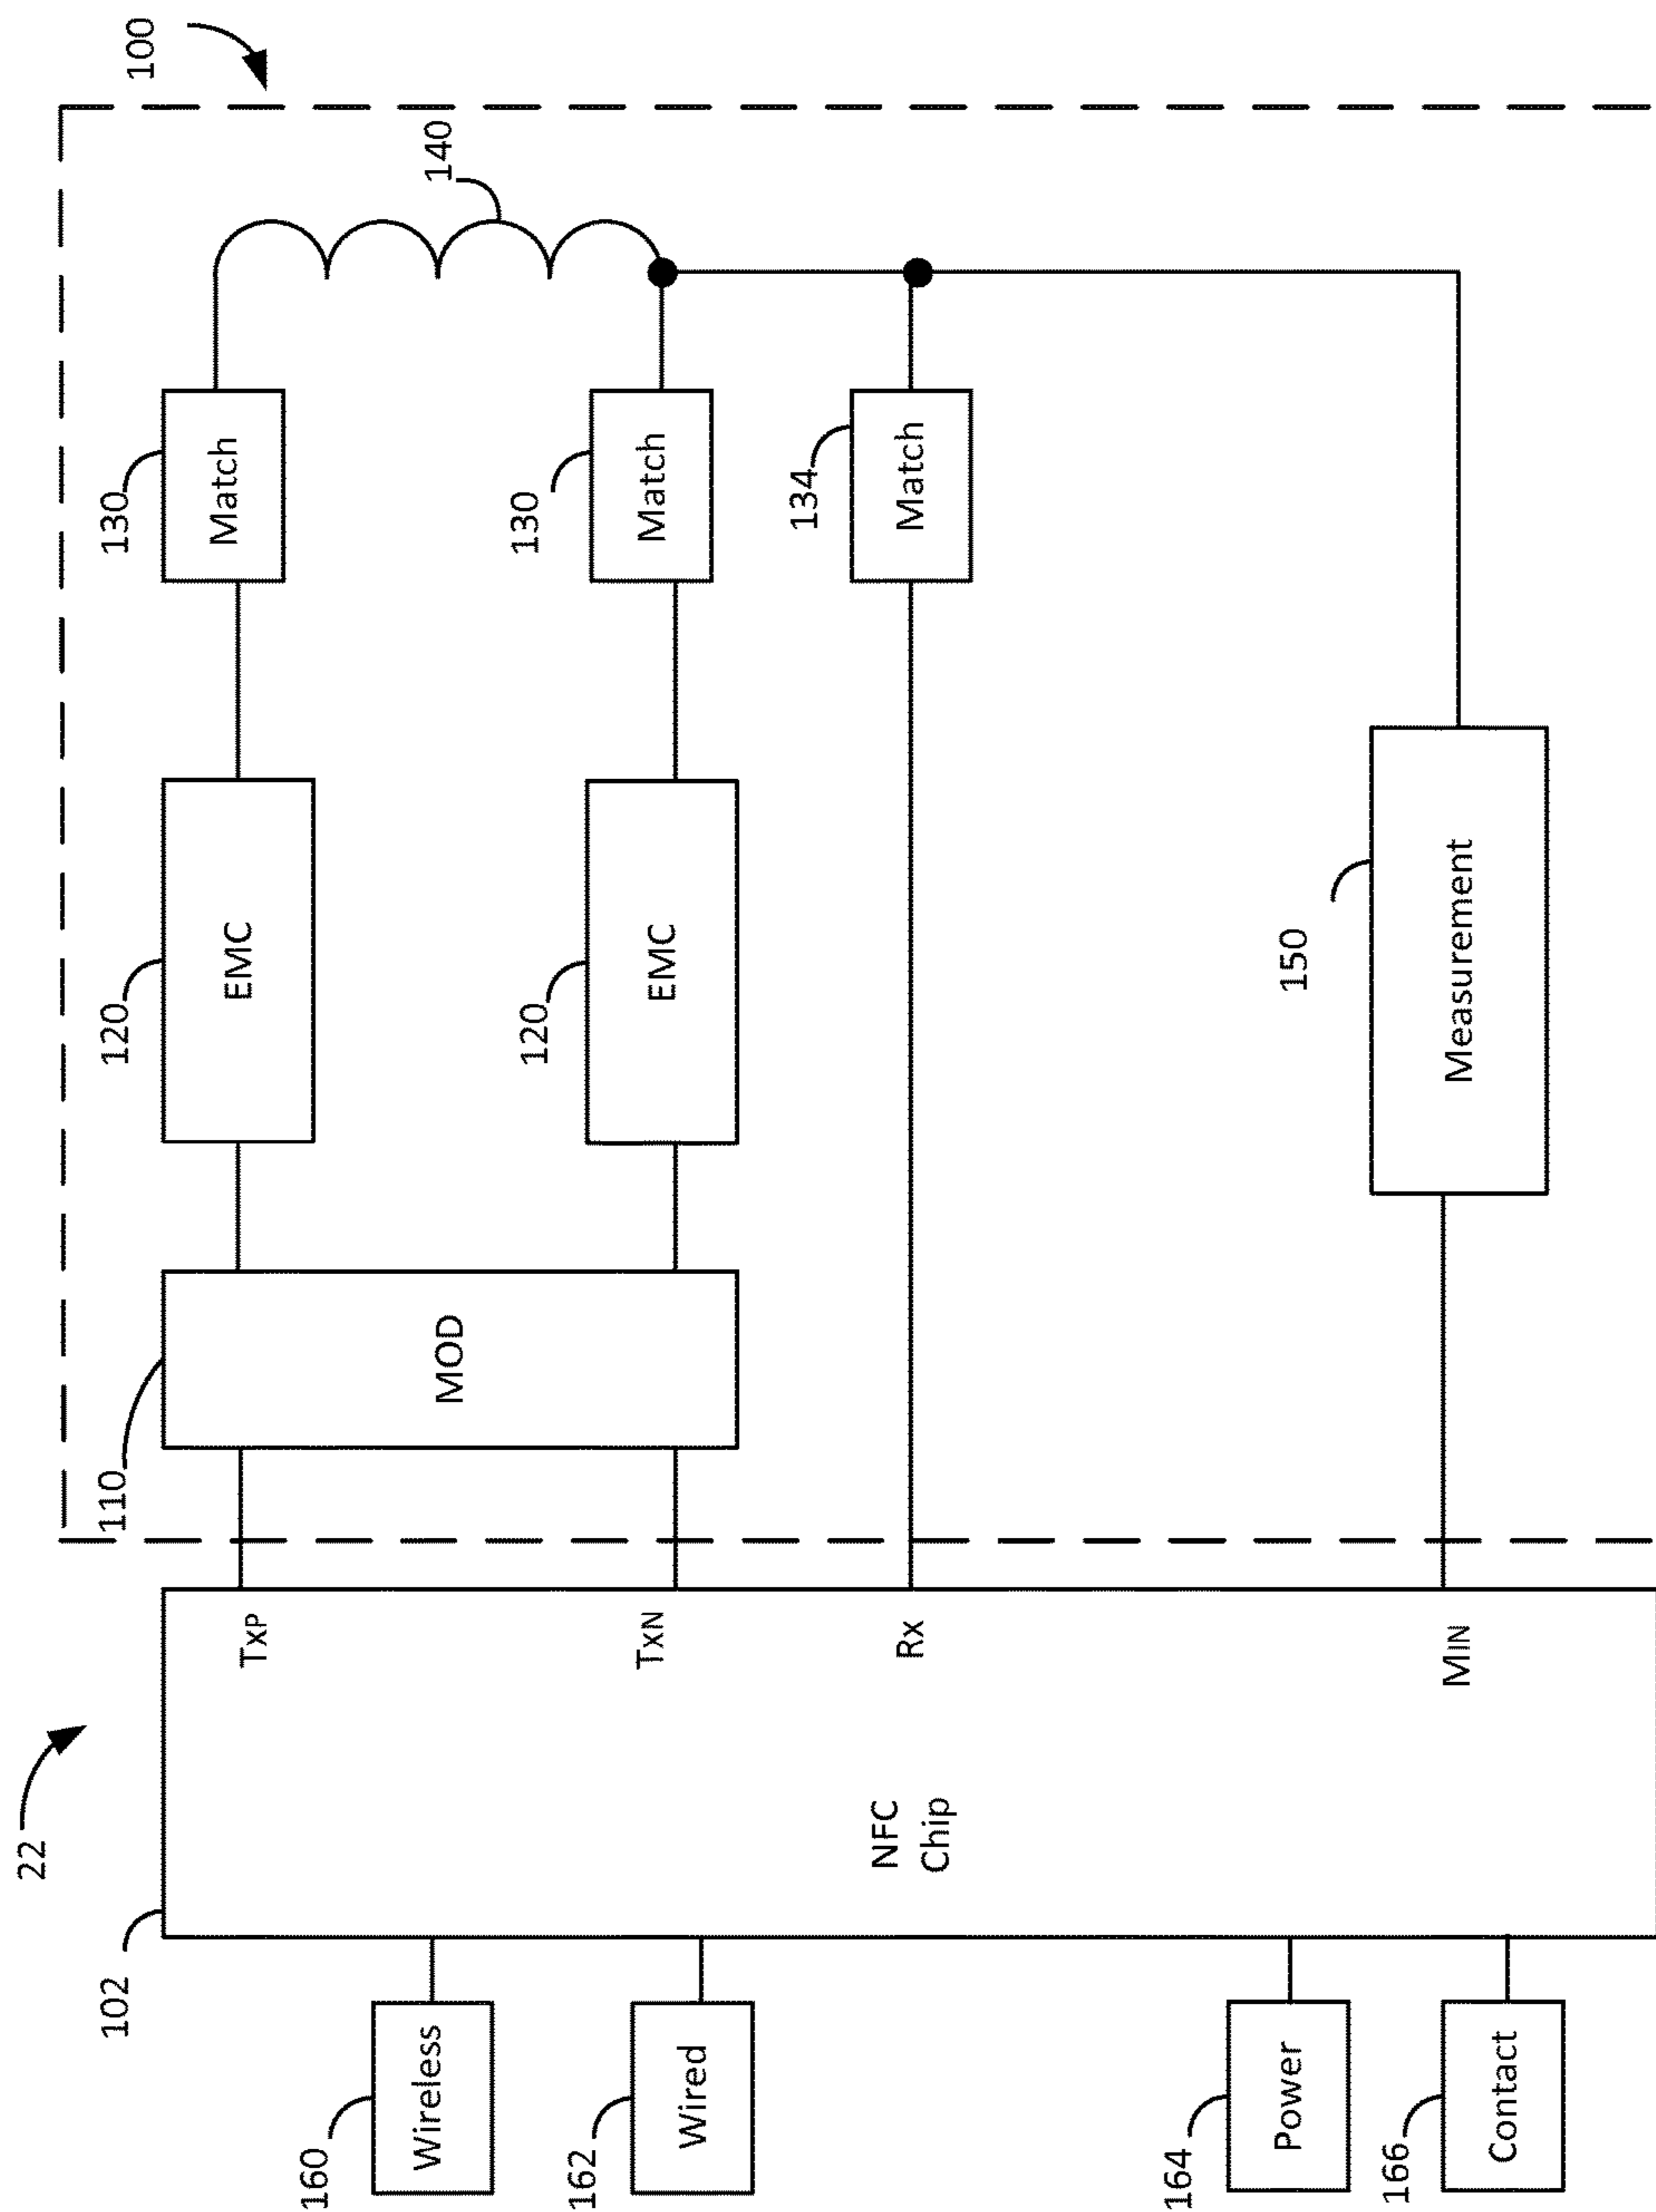 22
100
102
110
120
130
TxP
EMC
Match
160
Wireless
MOD
140
120
130
162
Wired
TxN
EMC
Match
134
NFC
Chip
Rx
Match
164
Power
150
166
Contact
MIN
Measurement